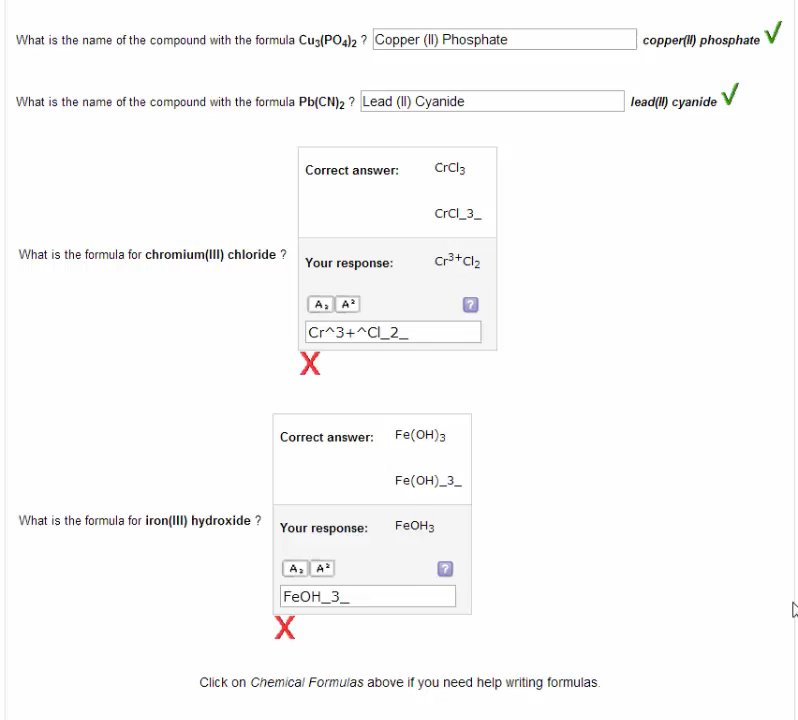 What is the name of the compound with the formula Cu₃(PO₄)₂ ? Copper (II) Phosphate copper(II) phosphate
What is the name of the compound with the formula Pb(CN)₂ ? Lead (II) Cyanide lead(II) cyanide
Correct answer: CrCl₃
CrCl_3_
What is the formula for chromium(III) chloride ?
Your response: Cr³⁺Cl₂
A₂ A² ?
Cr^3+^Cl_2_
X
Correct answer: Fe(OH)₃
Fe(OH)_3_
What is the formula for iron(III) hydroxide ?
Your response: FeOH₃
A₂ A² ?
FeOH_3_
X
Click on Chemical Formulas above if you need help writing formulas.